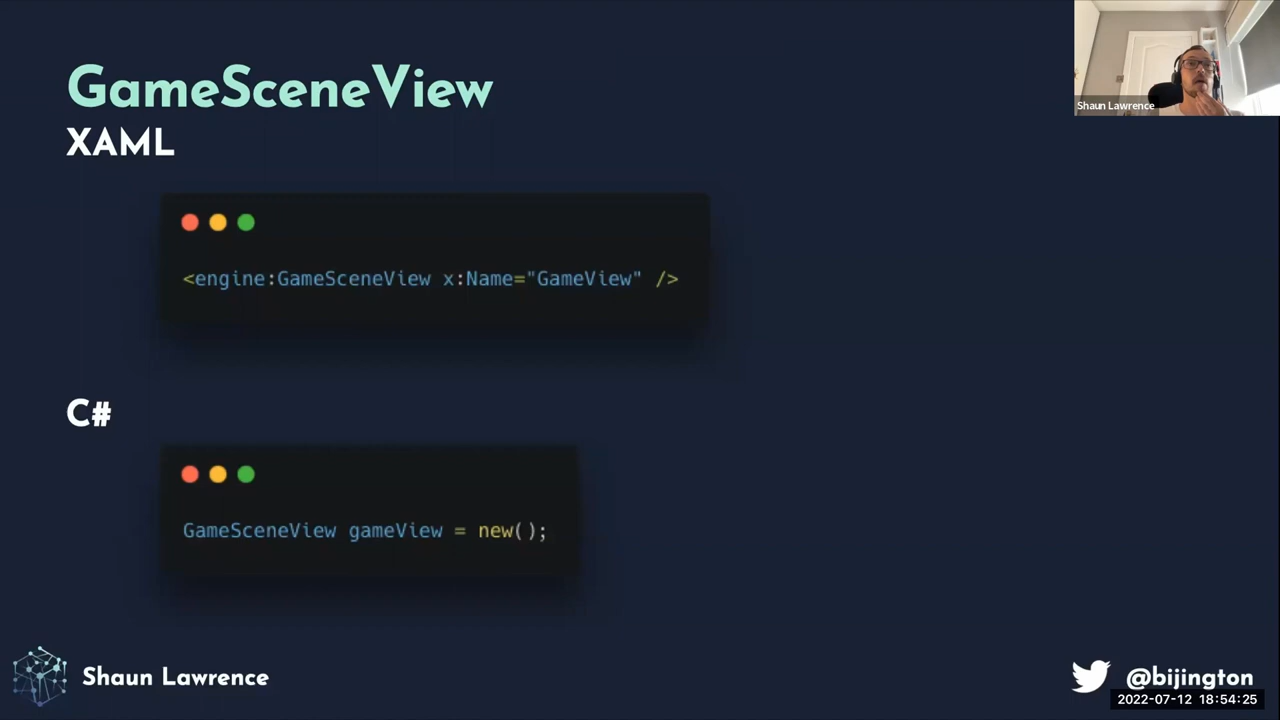 GameSceneView
XAML
Shaun Lawrence
<engine:GameSceneView x:Name="GameView" />
C#
GameSceneView gameView = new();
Shaun Lawrence
@bijington
2022-07-12 18:54:25